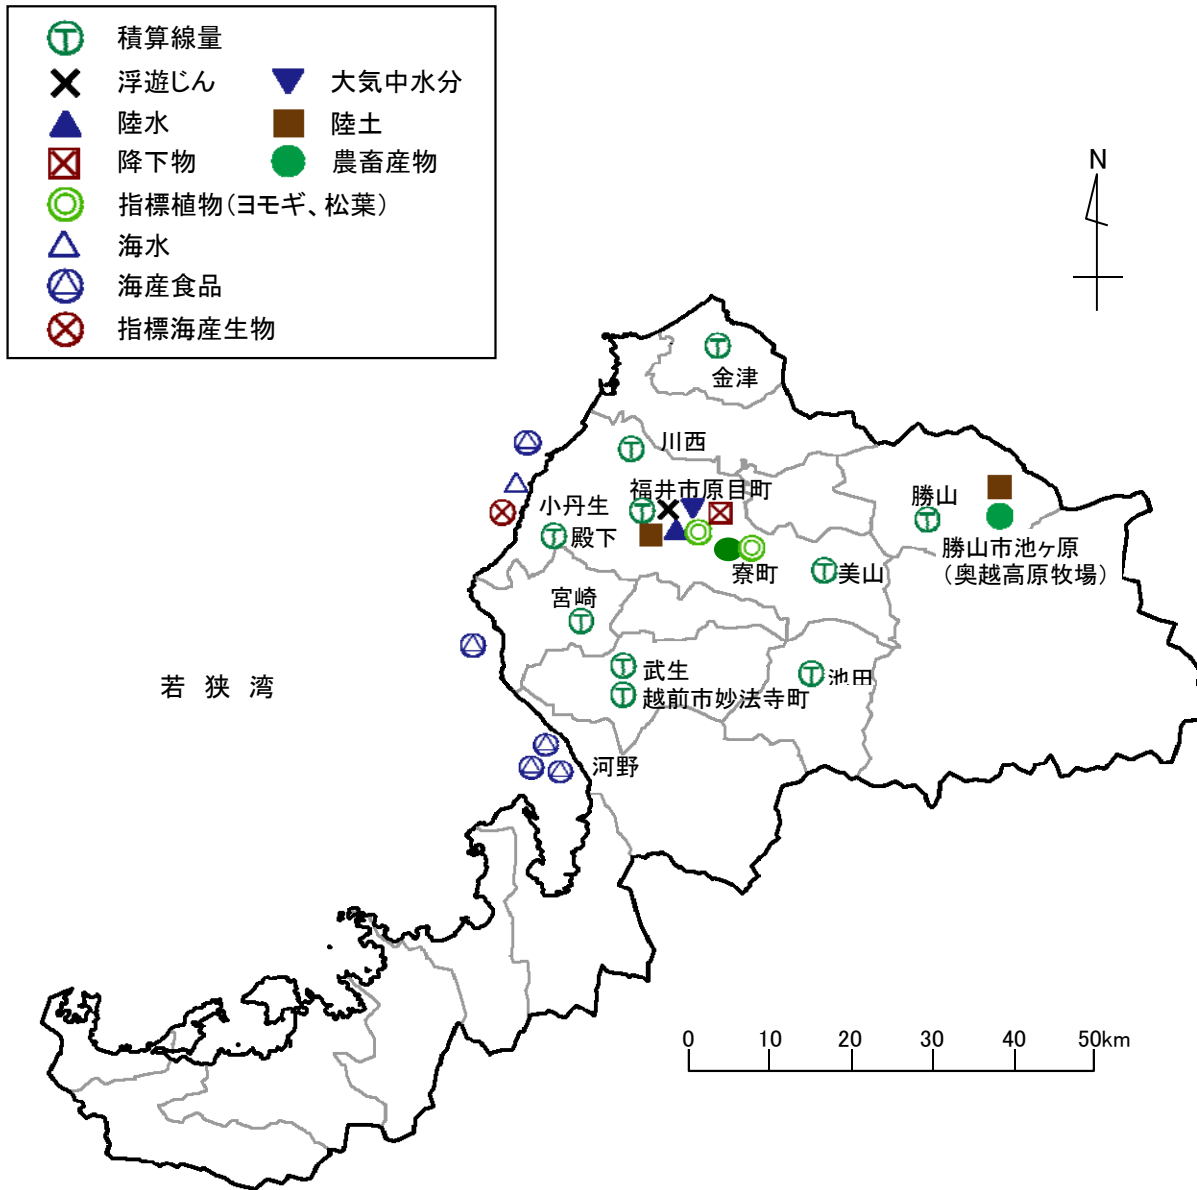 積算線量
浮遊じん 大気中水分
陸水 陸土
降下物 農畜産物
指標植物(ヨモギ、松葉)
海水
海産食品
指標海産生物
N
金津
川西
福井市原目町
勝山
小丹生
殿下
勝山市池ヶ原
(奥越高原牧場)
寮町
美山
宮崎
武生
池田
若狭湾
越前市妙法寺町
河野
0 10 20 30 40 50km